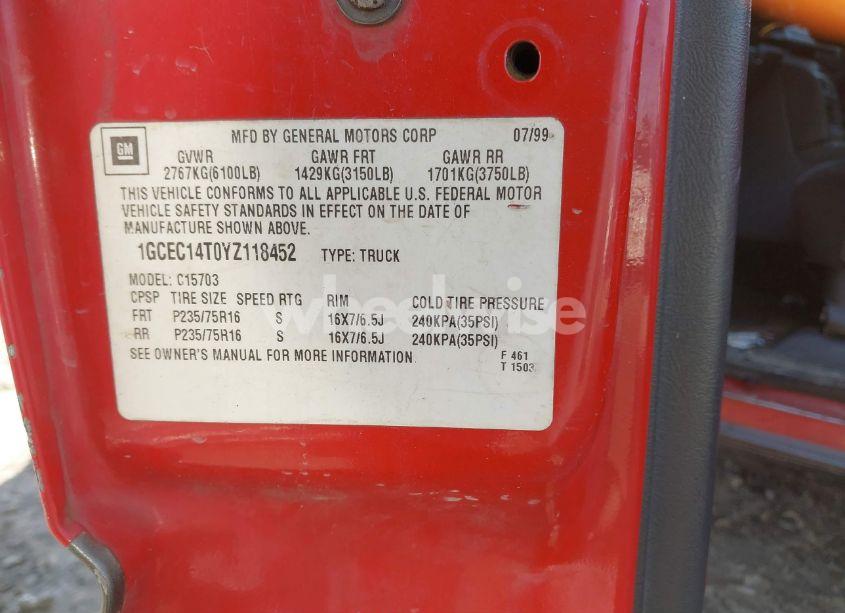 GM
MFD BY GENERAL MOTORS CORP 07/99
GVWR GAWR FRT GAWR RR
2767KG(6100LB) 1429KG(3150LB) 1701KG(3750LB)
THIS VEHICLE CONFORMS TO ALL APPLICABLE U.S. FEDERAL MOTOR
VEHICLE SAFETY STANDARDS IN EFFECT ON THE DATE OF
MANUFACTURE SHOWN ABOVE.
1GCEC14T0YZ118452 TYPE: TRUCK
MODEL: C15703
CPSP TIRE SIZE SPEED RTG RIM COLD TIRE PRESSURE
FRT P235/75R16 S 16X7/6.5J 240KPA(35PSI)
RR P235/75R16 S 16X7/6.5J 240KPA(35PSI)
SEE OWNER'S MANUAL FOR MORE INFORMATION.
F 461
T 1503
wheelwise